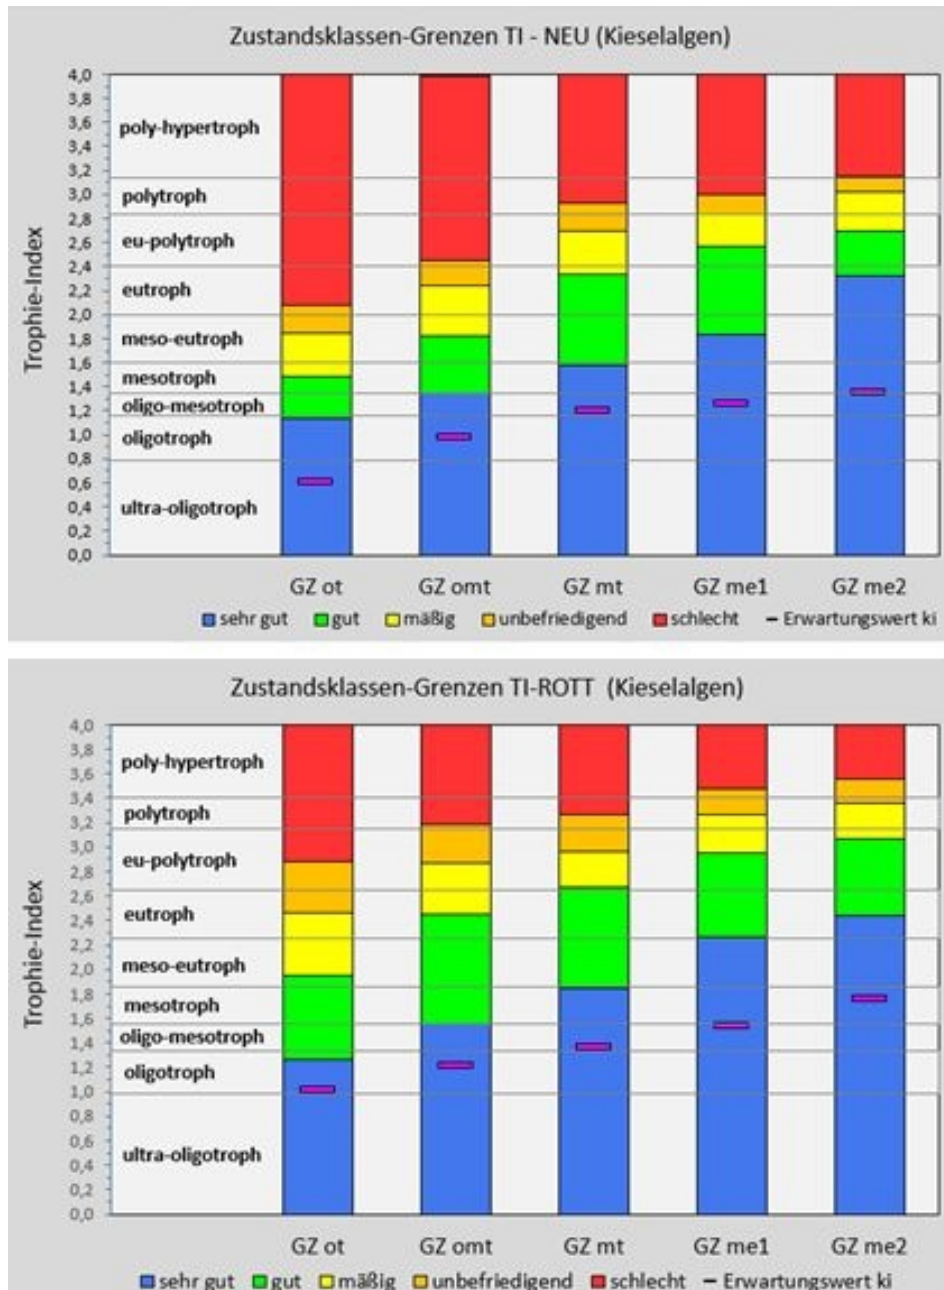 Zustandsklassen-Grenzen TI - NEU (Kieselalgen)
Trophie-Index
4,0
3,8
3,6
3,4
3,2
3,0
2,8
2,6
2,4
2,2
2,0
1,8
1,6
1,4
1,2
1,0
0,8
0,6
0,4
0,2
0,0
poly-hypertroph
polytroph
eu-polytroph
eutroph
meso-eutroph
mesotroph
oligo-mesotroph
oligotroph
ultra-oligotroph
GZ ot GZ omt GZ mt GZ me1 GZ me2
sehr gut gut mäßig unbefriedigend schlecht Erwartungswert ki
Zustandsklassen-Grenzen TI-ROTT (Kieselalgen)
Trophie-Index
4,0
3,8
3,6
3,4
3,2
3,0
2,8
2,6
2,4
2,2
2,0
1,8
1,6
1,4
1,2
1,0
0,8
0,6
0,4
0,2
0,0
poly-hypertroph
polytroph
eu-polytroph
eutroph
meso-eutroph
mesotroph
oligo-mesotroph
oligotroph
ultra-oligotroph
GZ ot GZ omt GZ mt GZ me1 GZ me2
sehr gut gut mäßig unbefriedigend schlecht Erwartungswert ki